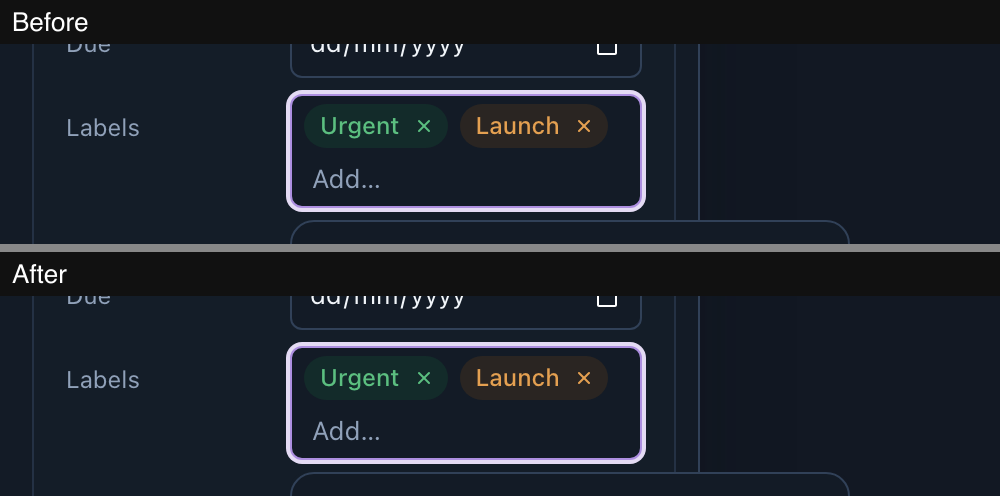 Before
Due
dd/mm/yyyy
Labels
Urgent ×
Launch ×
Add...
After
Due
dd/mm/yyyy
Labels
Urgent ×
Launch ×
Add...